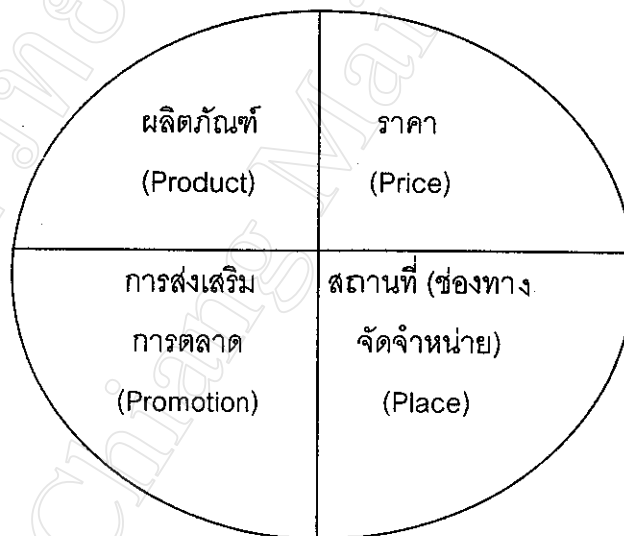 ผลิตภัณฑ์
(Product)
ราคา
(Price)
การส่งเสริม
การตลาด
(Promotion)
สถานที่ (ช่องทาง
จัดจำหน่าย)
(Place)
Chiang Mai